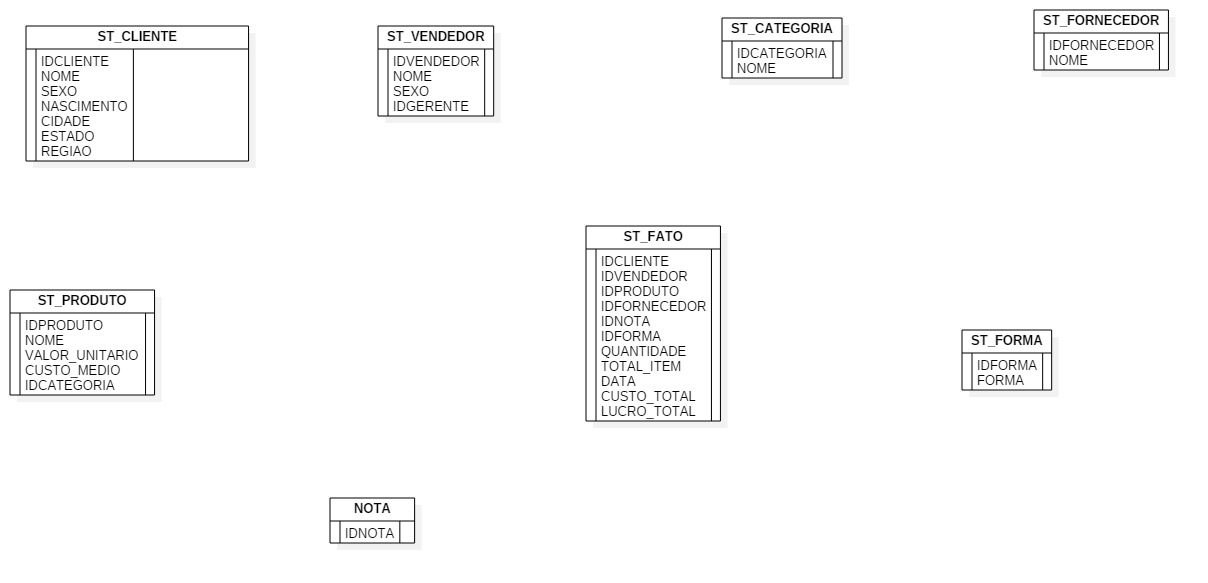 ST_CLIENTE
IDCLIENTE
NOME
SEXO
NASCIMENTO
CIDADE
ESTADO
REGIAO
ST_VENDEDOR
IDVENDEDOR
NOME
SEXO
IDGERENTE
ST_CATEGORIA
IDCATEGORIA
NOME
ST_FORNECEDOR
IDFORNECEDOR
NOME
ST_PRODUTO
IDPRODUTO
NOME
VALOR_UNITARIO
CUSTO_MEDIO
IDCATEGORIA
ST_FATO
IDCLIENTE
IDVENDEDOR
IDPRODUTO
IDFORNECEDOR
IDNOTA
IDFORMA
QUANTIDADE
TOTAL_ITEM
DATA
CUSTO_TOTAL
LUCRO_TOTAL
ST_FORMA
IDFORMA
FORMA
NOTA
IDNOTA